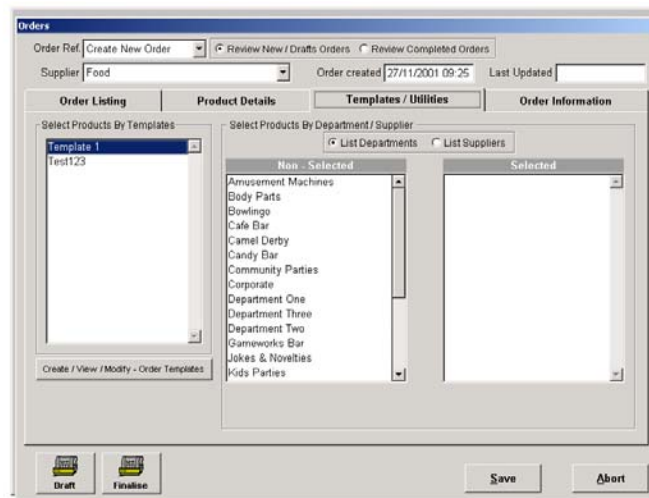 Orders
Order Ref. Create New Order Review New / Drafts Orders Review Completed Orders
Supplier Food Order created 27/11/2001 09:25 Last Updated
Order Listing Product Details Templates / Utilities Order Information
Select Products By Templates Select Products By Department / Supplier
List Departments List Suppliers
Template 1
Test123
Non - Selected Selected
Amusement Machines
Body Parts
Bowlingo
Cafe Bar
Camel Derby
Candy Bar
Community Parties
Corporate
Department One
Department Three
Department Two
Gameworks Bar
Jokes & Novelties
Kids Parties
Create / View / Modify - Order Templates
Draft Finalise Save Abort